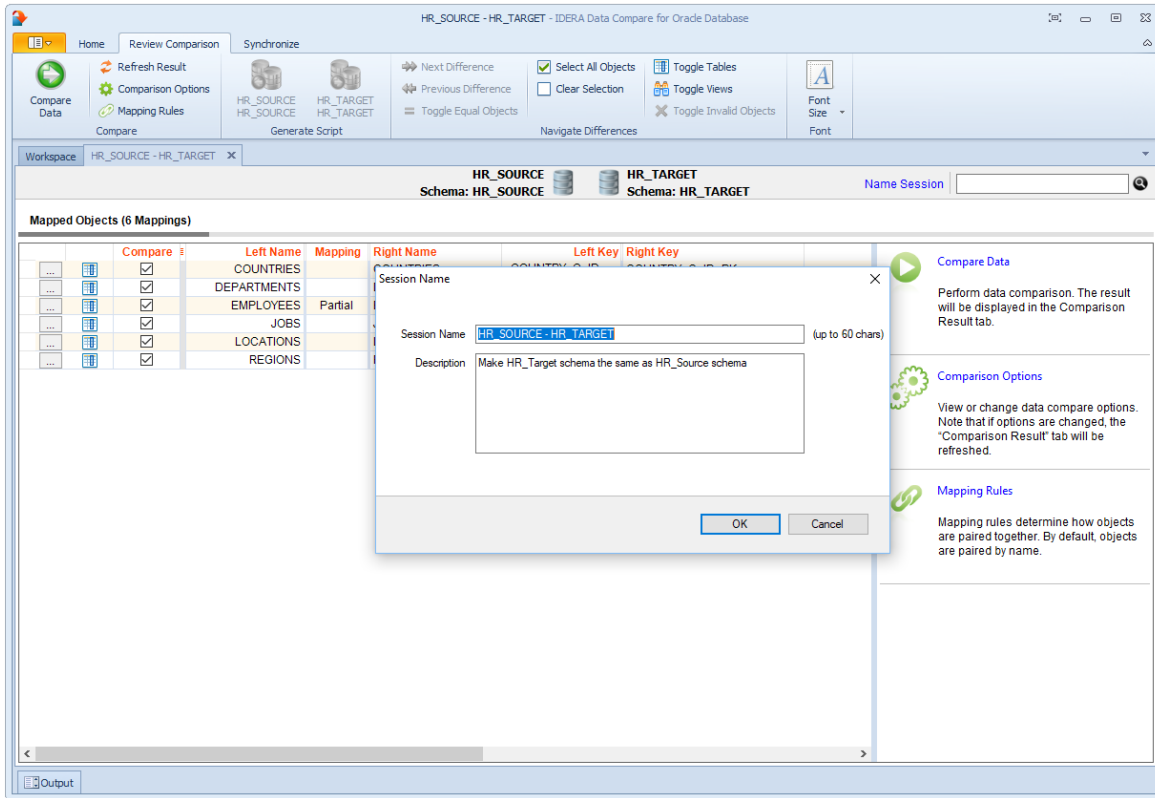 HR_SOURCE - HR_TARGET - IDERA Data Compare for Oracle Database
Home Review Comparison Synchronize
Compare Data
Refresh Result
Comparison Options
Mapping Rules
Compare
HR_SOURCE HR_SOURCE
HR_TARGET HR_TARGET
Generate Script
Next Difference
Previous Difference
Toggle Equal Objects
Select All Objects
Clear Selection
Toggle Tables
Toggle Views
Toggle Invalid Objects
Navigate Differences
A
Font Size
Font
Workspace HR_SOURCE - HR_TARGET
HR_SOURCE
Schema: HR_SOURCE
HR_TARGET
Schema: HR_TARGET
Name Session
Mapped Objects (6 Mappings)
Compare Left Name Mapping Right Name Left Key Right Key
... COUNTRIES
... DEPARTMENTS
... EMPLOYEES Partial
... JOBS
... LOCATIONS
... REGIONS
Session Name
Session Name HR_SOURCE - HR_TARGET (up to 60 chars)
Description Make HR_Target schema the same as HR_Source schema
OK Cancel
Compare Data
Perform data comparison. The result
will be displayed in the Comparison
Result tab.
Comparison Options
View or change data compare options.
Note that if options are changed, the
"Comparison Result" tab will be
refreshed.
Mapping Rules
Mapping rules determine how objects
are paired together. By default, objects
are paired by name.
Output